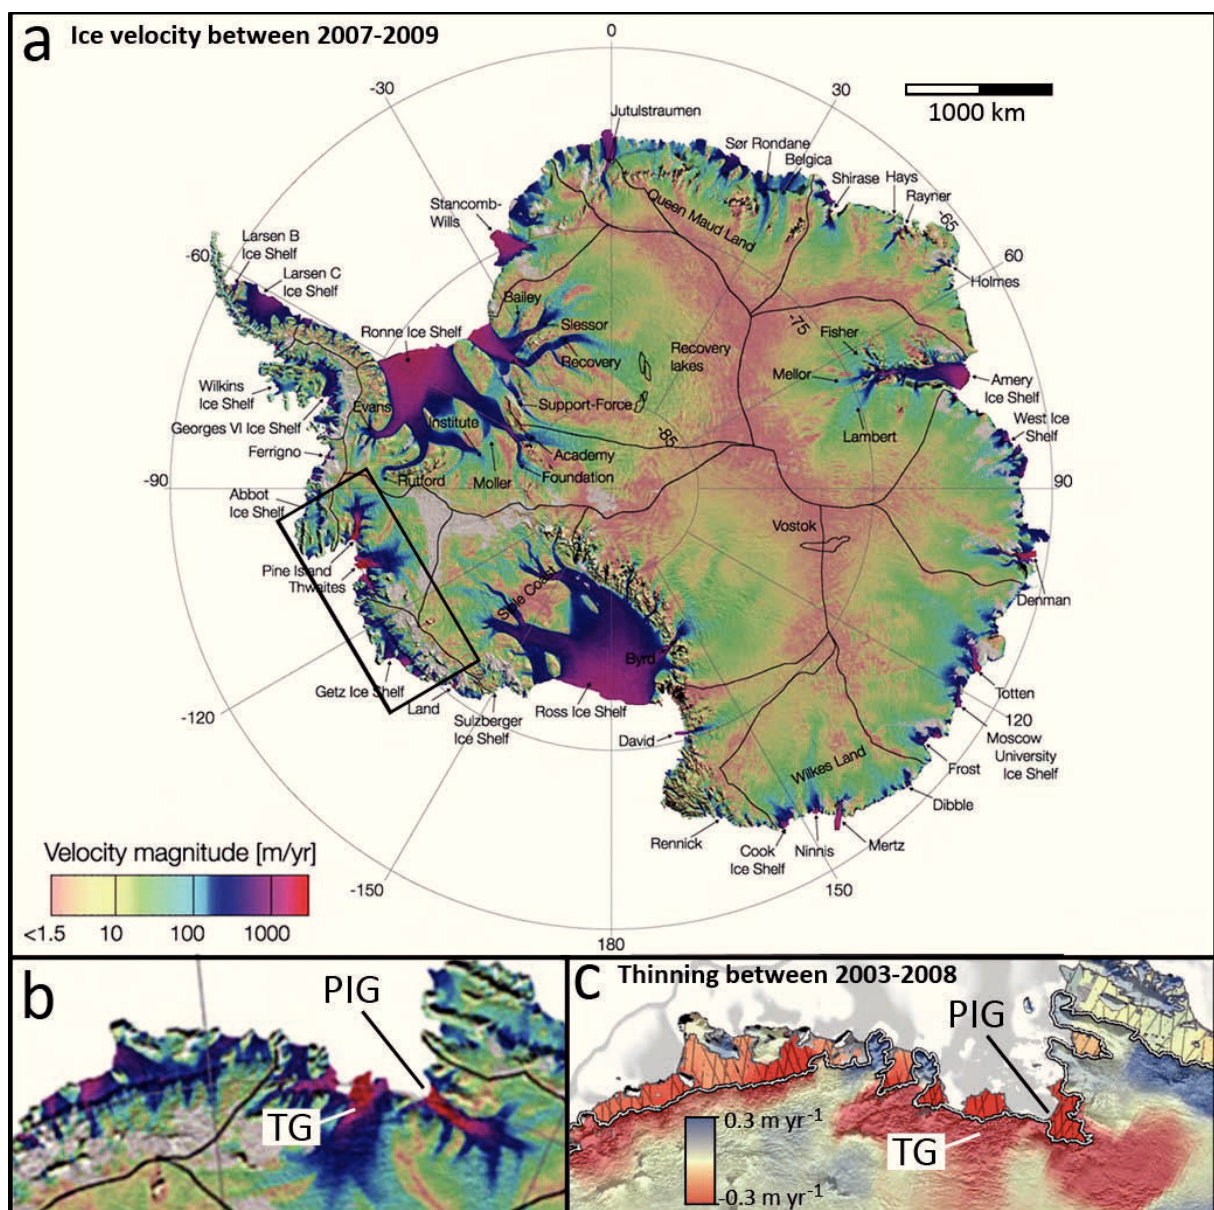 a Ice velocity between 2007-2009
0
-30
30
1000 km
Jutulstraumen
Sør Rondane
Belgica
Shirase Hays
Rayner
-65
Stancomb-
Wills
Queen Maud Land
Larsen B
Ice Shelf
-60
60
Larsen C
Ice Shelf
Holmes
Bailey
Slessor
-75
Fisher
Ronne Ice Shelf
Recovery
Recovery
lakes
Mellor
Amery
Ice Shelf
Wilkins
Ice Shelf
Evans
Support-Force
West Ice
Shelf
Georges VI Ice Shelf
Institute
-85
Lambert
Ferrigno
Academy
Foundation
Rutford
Moller
-90
90
Abbot
Ice Shelf
Vostok
Pine Island
Thwaites
Siple Coast
Denman
Byrd
Getz Ice Shelf
Land
Ross Ice Shelf
Totten
-120
Sulzberger
Ice Shelf
120
David
Moscow
University
Ice Shelf
Wilkes Land
Frost
Dibble
Rennick
Cook
Ice Shelf
Ninnis
Mertz
Velocity magnitude [m/yr]
-150
150
<1.5 10 100 1000
180
b
PIG
TG
c Thinning between 2003-2008
PIG
0.3 m yr-1
TG
-0.3 m yr-1